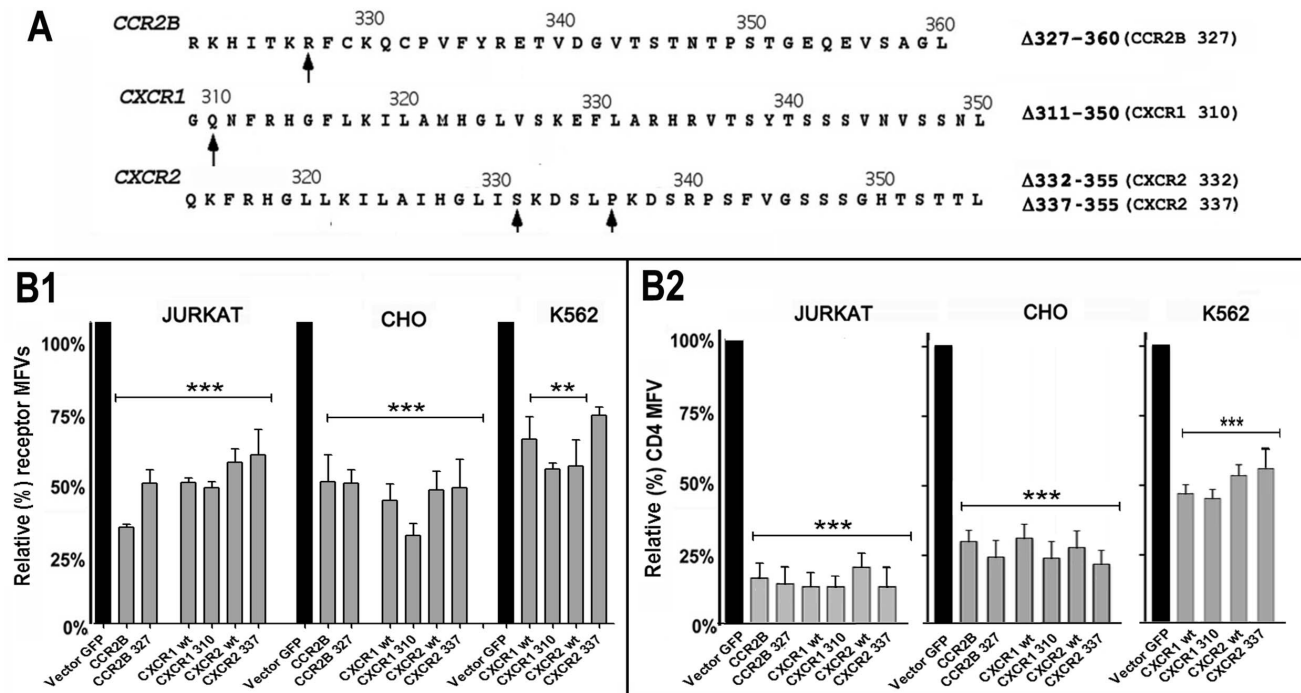 A
CCR2B 330 340 350 360
R K H I T K R F C K Q C P V F Y R E T V D G V T S T N T P S T G E Q E V S A G L
Δ327-360 (CCR2B 327)
CXCR1 310 320 330 340 350
G Q N F R H G F L K I L A M H G L V S K E F L A R H R V T S Y T S S S V N V S S N L
Δ311-350 (CXCR1 310)
CXCR2 320 330 340 350
Q K F R H G L L K I L A I H G L I S K D S L P K D S R P S F V G S S S G H T S T T L
Δ332-355 (CXCR2 332)
Δ337-355 (CXCR2 337)
B1
JURKAT CHO K562
Relative (%) receptor MFVs
100%
75%
50%
25%
0%
*** *** **
Vector GFP CCR2B CCR2B 327 CXCR1 wt CXCR1 310 CXCR2 wt CXCR2 337
Vector GFP CCR2B CCR2B 327 CXCR1 wt CXCR1 310 CXCR2 wt CXCR2 337
Vector GFP CXCR1 wt CXCR1 310 CXCR2 wt CXCR2 337
B2
JURKAT CHO K562
Relative (%) CD4 MFV
100%
75%
50%
25%
0%
*** *** ***
Vector GFP CCR2B CCR2B 327 CXCR1 wt CXCR1 310 CXCR2 wt CXCR2 337
Vector GFP CCR2B CCR2B 327 CXCR1 wt CXCR1 310 CXCR2 wt CXCR2 337
Vector GFP CXCR1 wt CXCR1 310 CXCR2 wt CXCR2 337